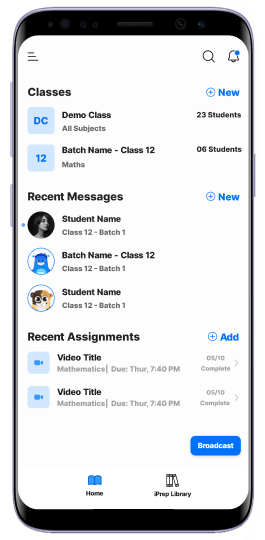 Classes
New
DC
Demo Class
23 Students
All Subjects
12
Batch Name - Class 12
06 Students
Maths
Recent Messages
New
Student Name
Class 12 - Batch 1
Batch Name - Class 12
Class 12 - Batch 1
Student Name
Class 12 - Batch 1
Recent Assignments
Add
Video Title
05/10
Mathematics| Due: Thur, 7:40 PM
Complete
Video Title
05/10
Mathematics| Due: Thur, 7:40 PM
Complete
Broadcast
Home
iPrep Library